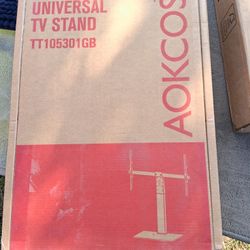 UNIVERSAL
TV STAND
TT105301GB
AOKCOS